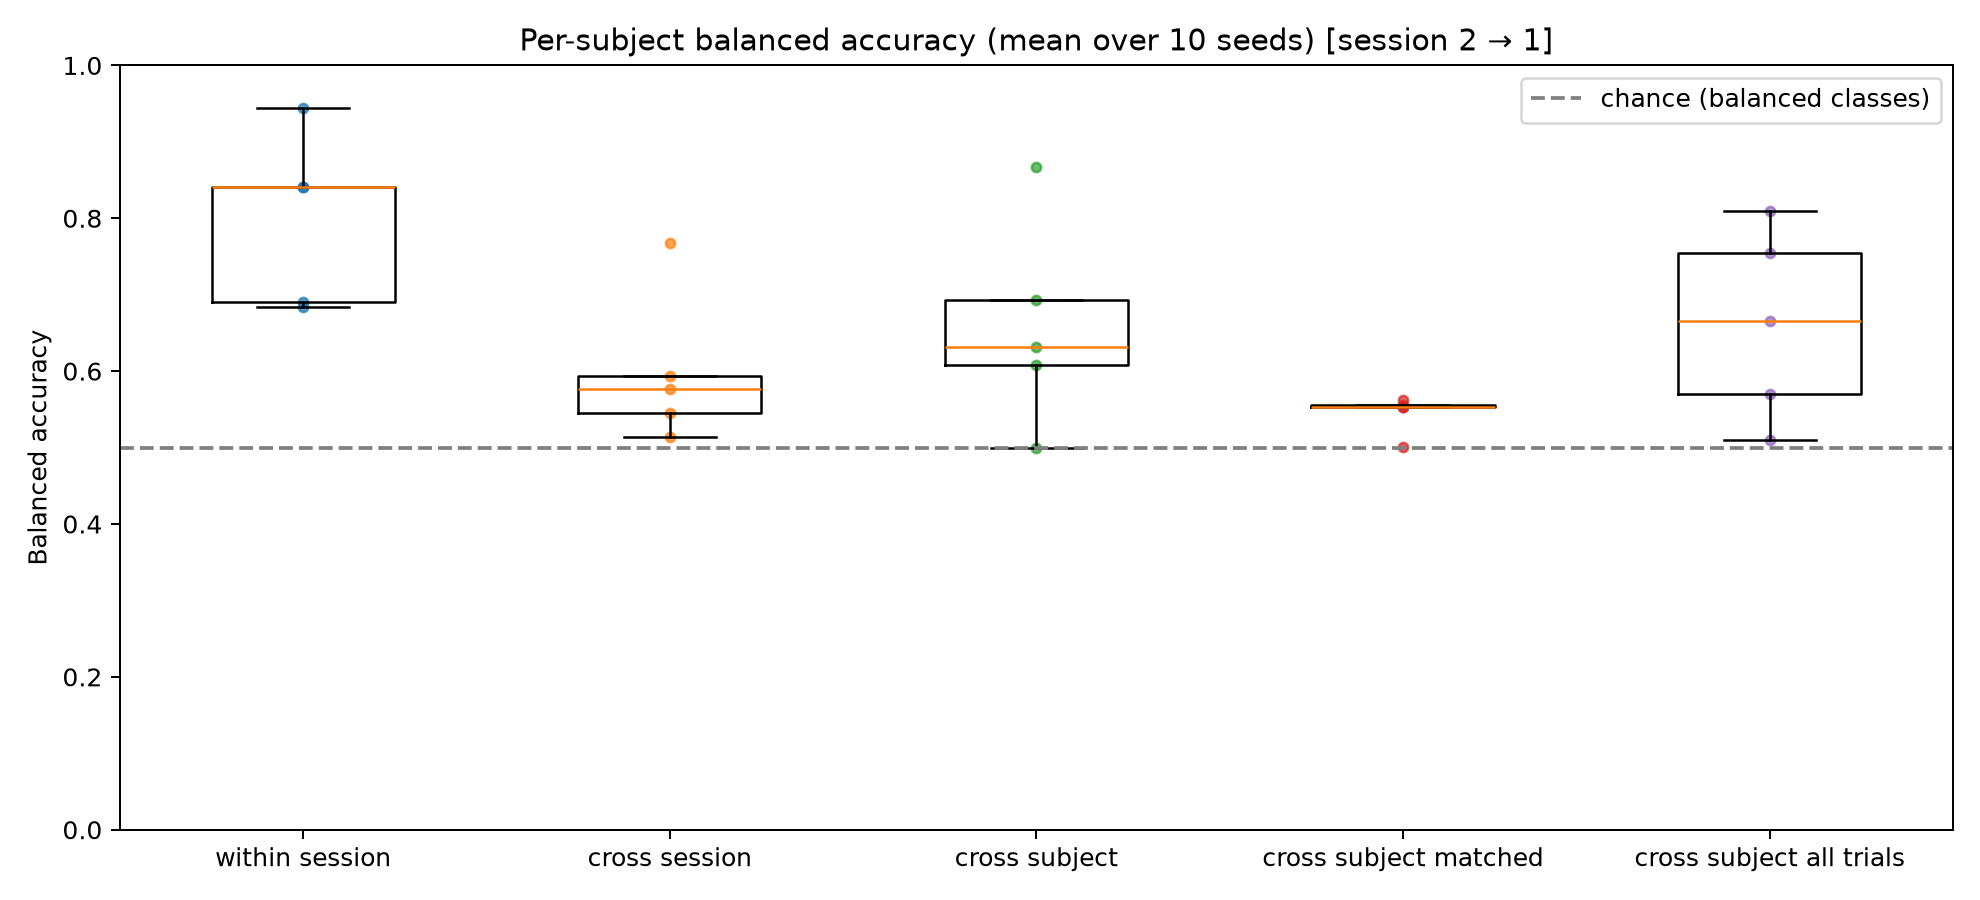 Per-subject balanced accuracy (mean over 10 seeds) [session 2 → 1]
1.0
chance (balanced classes)
0.8
0.6
0.4
0.2
0.0
Balanced accuracy
within session
cross session
cross subject
cross subject matched
cross subject all trials